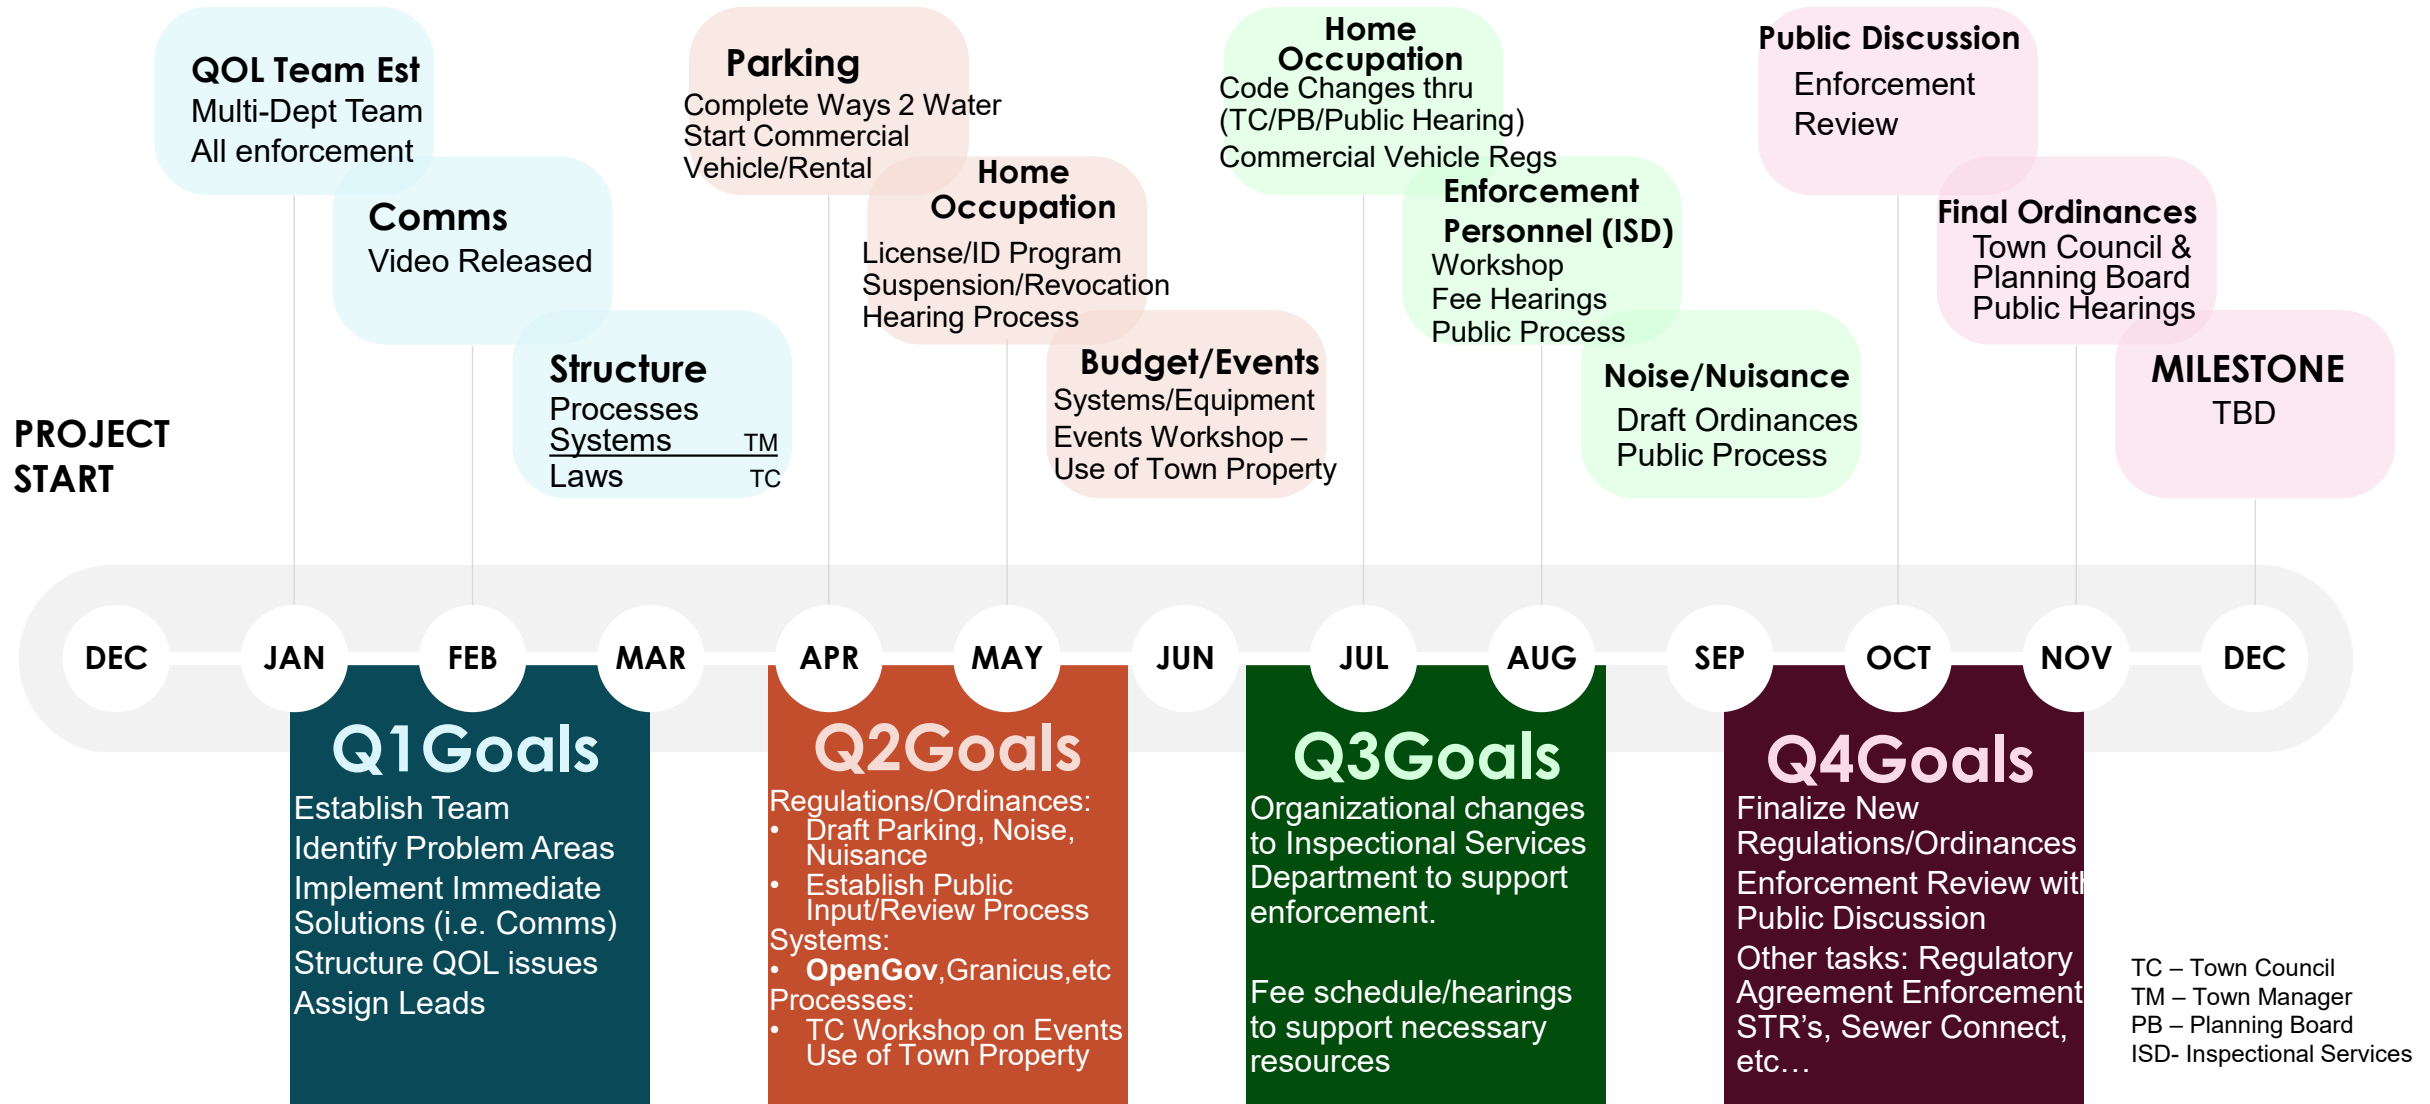 PROJECT
START
QOL Team Est
Multi-Dept Team
All enforcement
Comms
Video Released
Structure
Processes
Systems TM
Laws TC
Parking
Complete Ways 2 Water
Start Commercial
Vehicle/Rental
Home
Occupation
License/ID Program
Suspension/Revocation
Hearing Process
Budget/Events
Systems/Equipment
Events Workshop –
Use of Town Property
Home
Occupation
Code Changes thru
(TC/PB/Public Hearing)
Commercial Vehicle Regs
Enforcement
Personnel (ISD)
Workshop
Fee Hearings
Public Process
Noise/Nuisance
Draft Ordinances
Public Process
Public Discussion
Enforcement
Review
Final Ordinances
Town Council &
Planning Board
Public Hearings
MILESTONE
TBD
DEC JAN FEB MAR APR MAY JUN JUL AUG SEP OCT NOV DEC
Q1Goals
Establish Team
Identify Problem Areas
Implement Immediate
Solutions (i.e. Comms)
Structure QOL issues
Assign Leads
Q2Goals
Regulations/Ordinances:
• Draft Parking, Noise,
Nuisance
• Establish Public
Input/Review Process
Systems:
• OpenGov,Granicus,etc
Processes:
• TC Workshop on Events
Use of Town Property
Q3Goals
Organizational changes
to Inspectional Services
Department to support
enforcement.
Fee schedule/hearings
to support necessary
resources
Q4Goals
Finalize New
Regulations/Ordinances
Enforcement Review with
Public Discussion
Other tasks: Regulatory
Agreement Enforcement
STR’s, Sewer Connect,
etc…
TC – Town Council
TM – Town Manager
PB – Planning Board
ISD- Inspectional Services